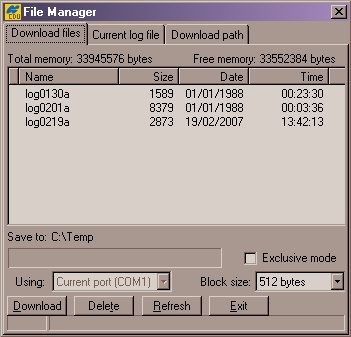 File Manager
Download files Current log file Download path
Total memory: 33945576 bytes Free memory: 33552384 bytes
Name Size Date Time
log0130a 1589 01/01/1988 00:23:30
log0201a 8379 01/01/1988 00:03:36
log0219a 2873 19/02/2007 13:42:13
Save to: C:\Temp
Exclusive mode
Using: Current port (COM1) Block size: 512 bytes
Download Delete Refresh Exit